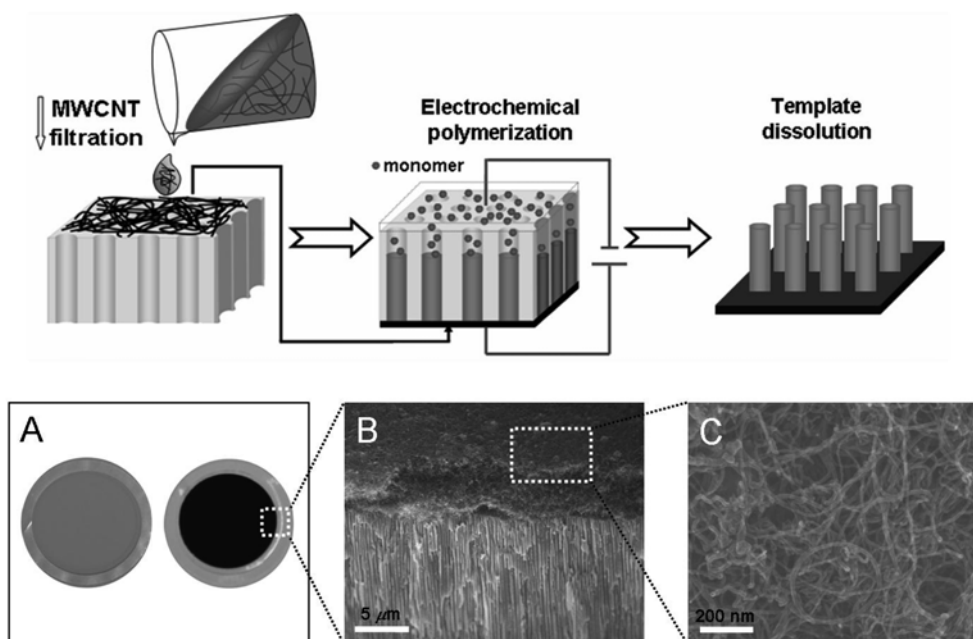 MWCNT
filtration
Electrochemical
polymerization
monomer
Template
dissolution
A
B
C
5 μm
200 nm